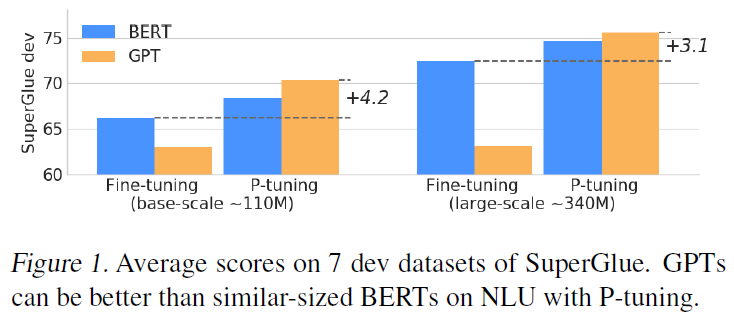 BERT
GPT
SuperGlue dev
75
70
65
60
+4.2
+3.1
Fine-tuning P-tuning Fine-tuning P-tuning
(base-scale ~110M) (large-scale ~340M)
Figure 1. Average scores on 7 dev datasets of SuperGlue. GPTs
can be better than similar-sized BERTs on NLU with P-tuning.